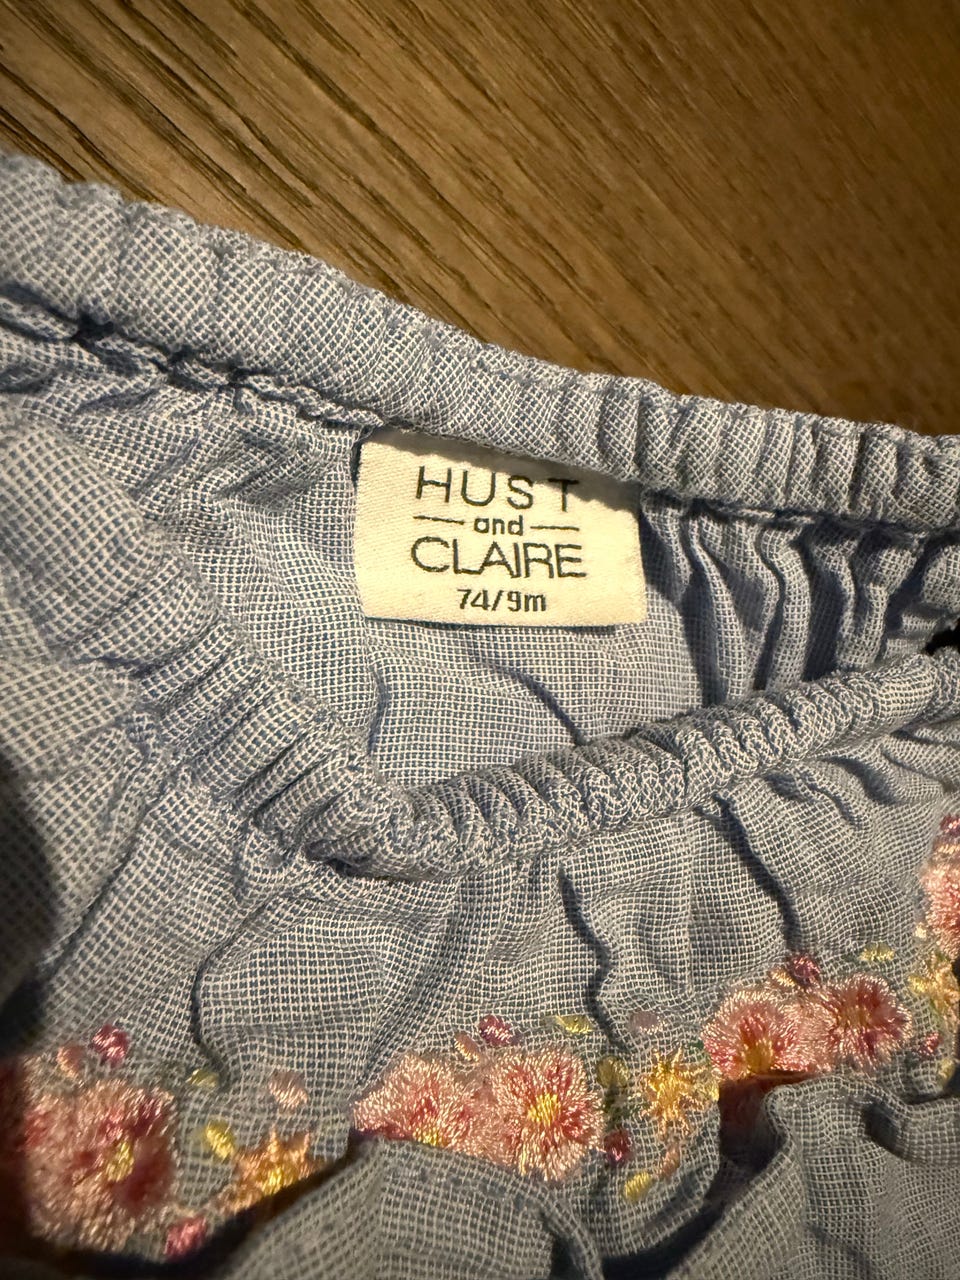 HUST
and
CLAIRE
74/9m